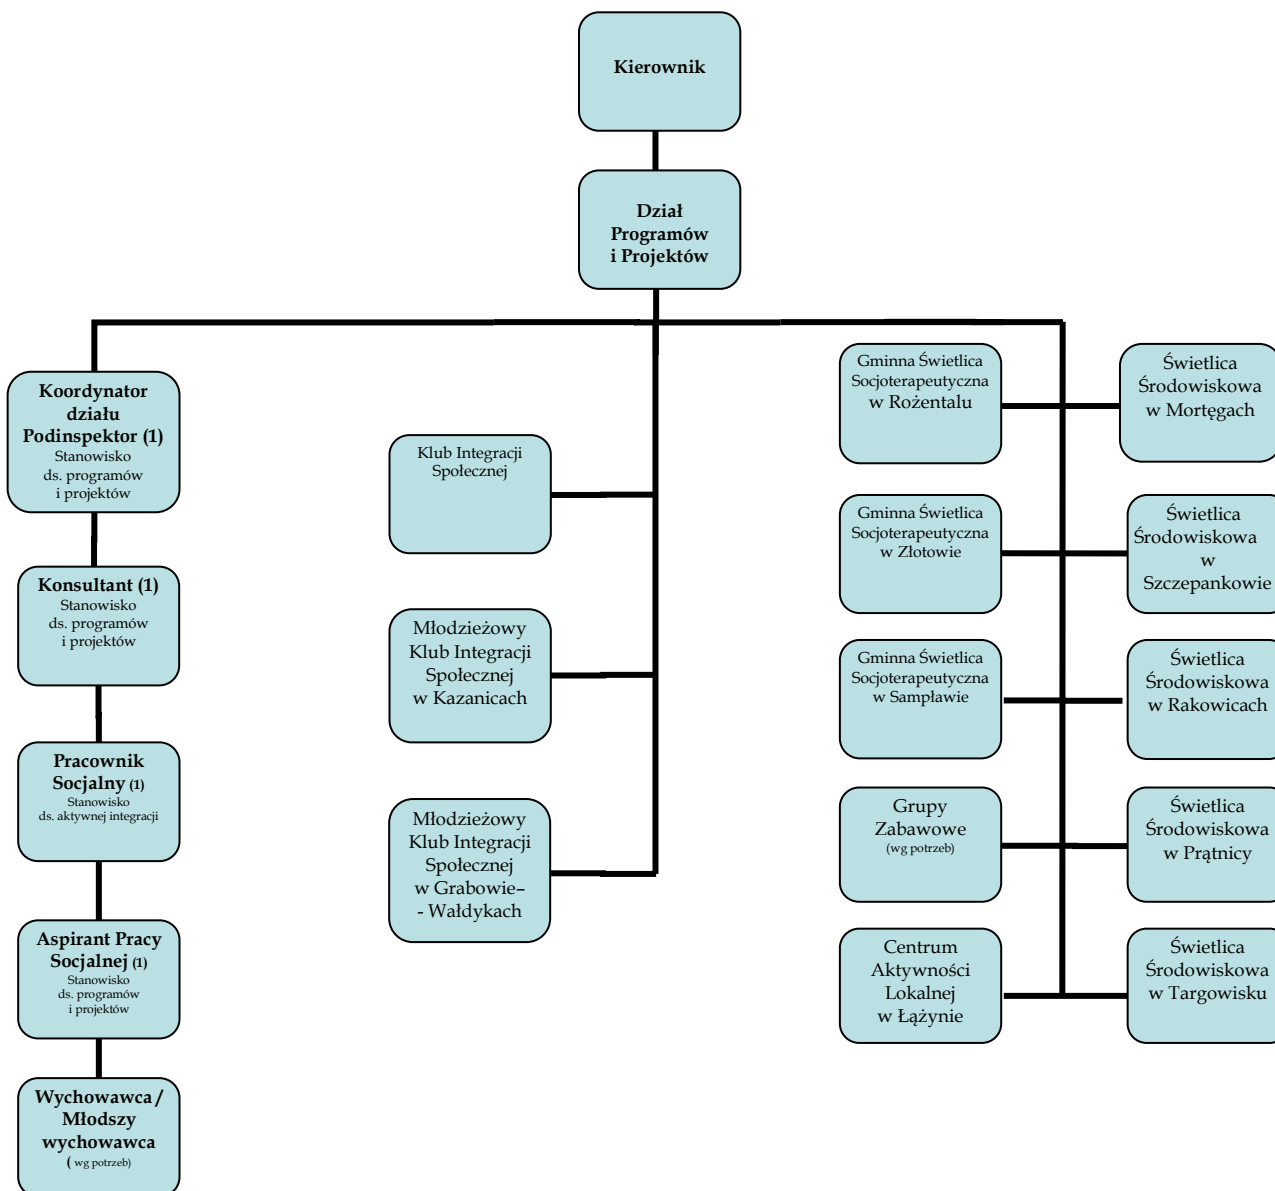 Kierownik
Dział
Programów
i Projektów
Koordynator
działu
Podinspektor (1)
Stanowisko
ds. programów
i projektów
Konsultant (1)
Stanowisko
ds. programów
i projektów
Pracownik
Socjalny (1)
Stanowisko
ds. aktywnej integracji
Aspirant Pracy
Socjalnej (1)
Stanowisko
ds. programów
i projektów
Wychowawca /
Młodszy
wychowawca
( wg potrzeb)
Klub Integracji
Społecznej
Młodzieżowy
Klub Integracji
Społecznej
w Kazanicach
Młodzieżowy
Klub Integracji
Społecznej
w Grabowie–
- Wałdykach
Gminna Świetlica
Socjoterapeutyczna
w Rożentalu
Gminna Świetlica
Socjoterapeutyczna
w Złotowie
Gminna Świetlica
Socjoterapeutyczna
w Sampławie
Grupy
Zabawowe
(wg potrzeb)
Centrum
Aktywności
Lokalnej
w Łążynie
Świetlica
Środowiskowa
w Mortęgach
Świetlica
Środowiskowa
w
Szczepankowie
Świetlica
Środowiskowa
w Rakowicach
Świetlica
Środowiskowa
w Prątnicy
Świetlica
Środowiskowa
w Targowisku